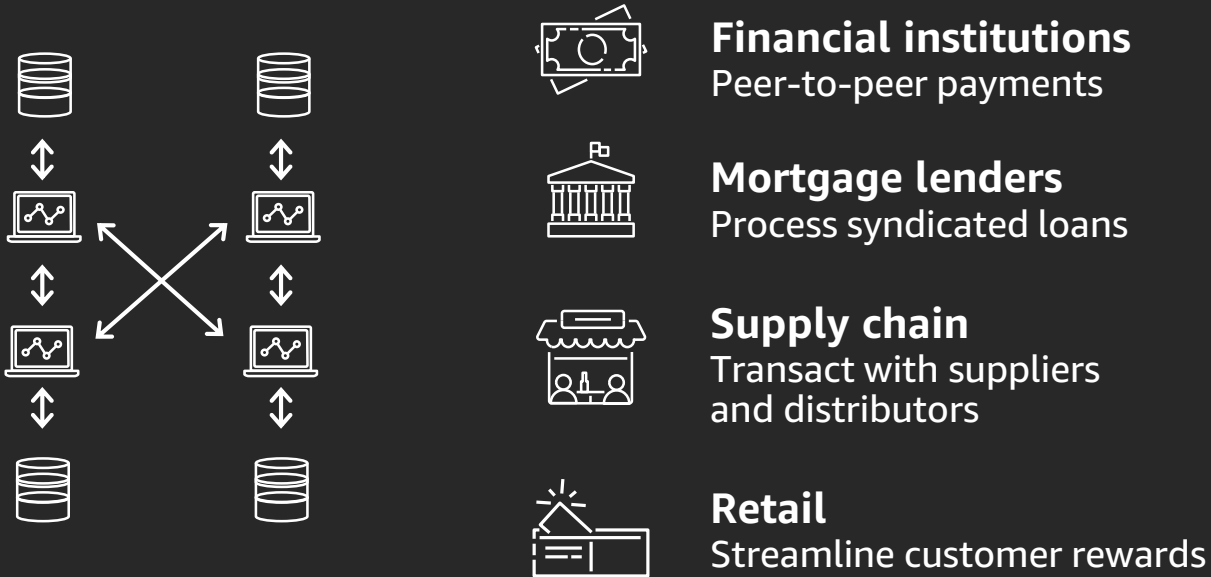 Financial institutions
Peer-to-peer payments
Mortgage lenders
Process syndicated loans
Supply chain
Transact with suppliers
and distributors
Retail
Streamline customer rewards